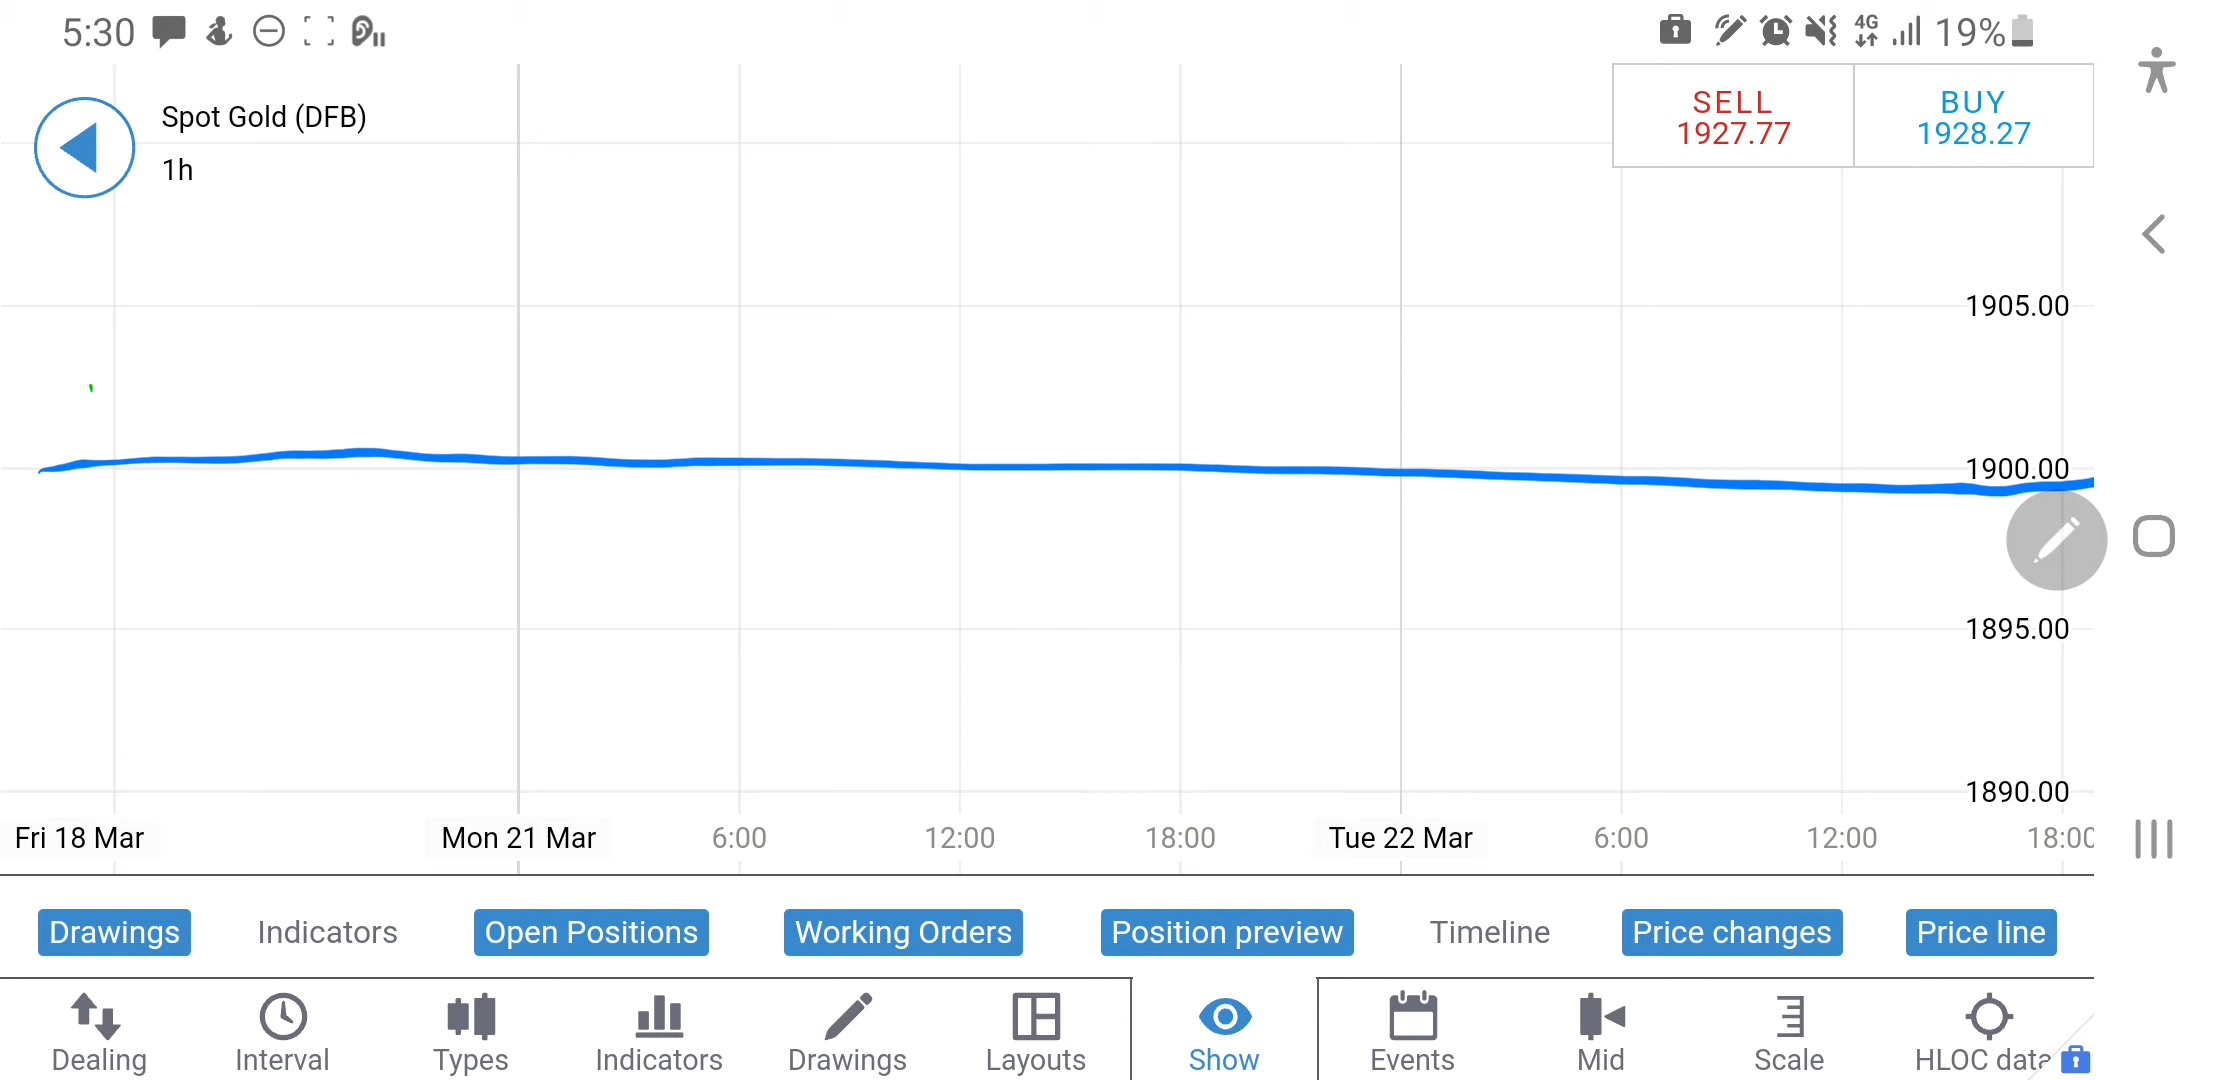 5:30
4G 19%
Spot Gold (DFB)
1h
SELL BUY
1927.77 1928.27
1905.00
1900.00
1895.00
1890.00
Fri 18 Mar Mon 21 Mar 6:00 12:00 18:00 Tue 22 Mar 6:00 12:00 18:00
Drawings Indicators Open Positions Working Orders Position preview Timeline Price changes Price line
Dealing Interval Types Indicators Drawings Layouts Show Events Mid Scale HLOC data